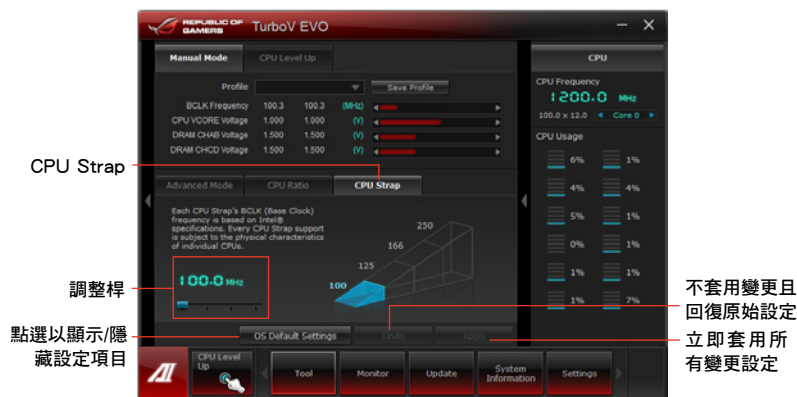 REPUBLIC OF
GAMERS
TurboV EVO
Manual Mode
CPU Level Up
Profile
Save Profile
BCLK Frequency 100.3 100.3 (MHz)
CPU VCORE Voltage 1.000 1.000 (V)
DRAM CHAB Voltage 1.500 1.500 (V)
DRAM CHCD Voltage 1.500 1.500 (V)
CPU Strap
Advanced Mode
CPU Ratio
CPU Strap
Each CPU Strap's BCLK (Base Clock)
frequency is based on Intel®
specifications. Every CPU Strap support
is subject to the physical characteristics
of individual CPUs.
100.0 MHz
100
125
166
250
調整桿
點選以顯示/隱
藏設定項目
OS Default Settings
Undo
Apply
CPU
CPU Frequency
1200.0 MHz
100.0 x 12.0 Core 0
CPU Usage
6% 1%
4% 4%
5% 1%
0% 1%
1% 1%
1% 7%
不套用變更且
回復原始設定
立即套用所
有變更設定
CPU Level
Up
Tool
Monitor
Update
System
Information
Settings